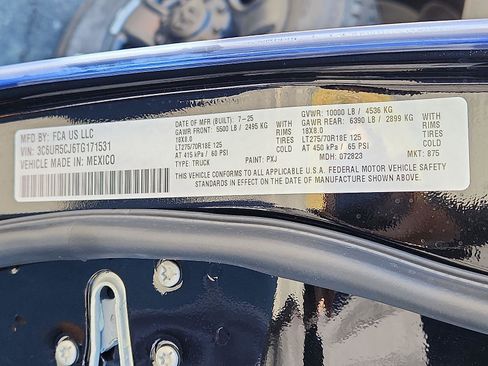 MFD BY: FCA US LLC
VIN: 3C6UR5CJ6TG171531
VEHICLE MADE IN: MEXICO
DATE OF MFR (BUILT): 7-25
GAWR FRONT: 5500 LB / 2495 KG WITH
18X8.0 RIMS
LT275/70R18E 125 TIRES
AT 415 kPa / 60 PSI COLD
TYPE: TRUCK PAINT: PXJ
GVWR: 10000 LB / 4536 KG
GAWR REAR: 6390 LB / 2899 KG WITH
18X8.0 RIMS
LT275/70R18E 125 TIRES
AT 450 kPa / 65 PSI COLD
MDH: 072823 MKT: 875
THIS VEHICLE CONFORMS TO ALL APPLICABLE U.S.A. FEDERAL MOTOR VEHICLE SAFETY
STANDARDS IN EFFECT ON THE DATE OF MANUFACTURE SHOWN ABOVE.